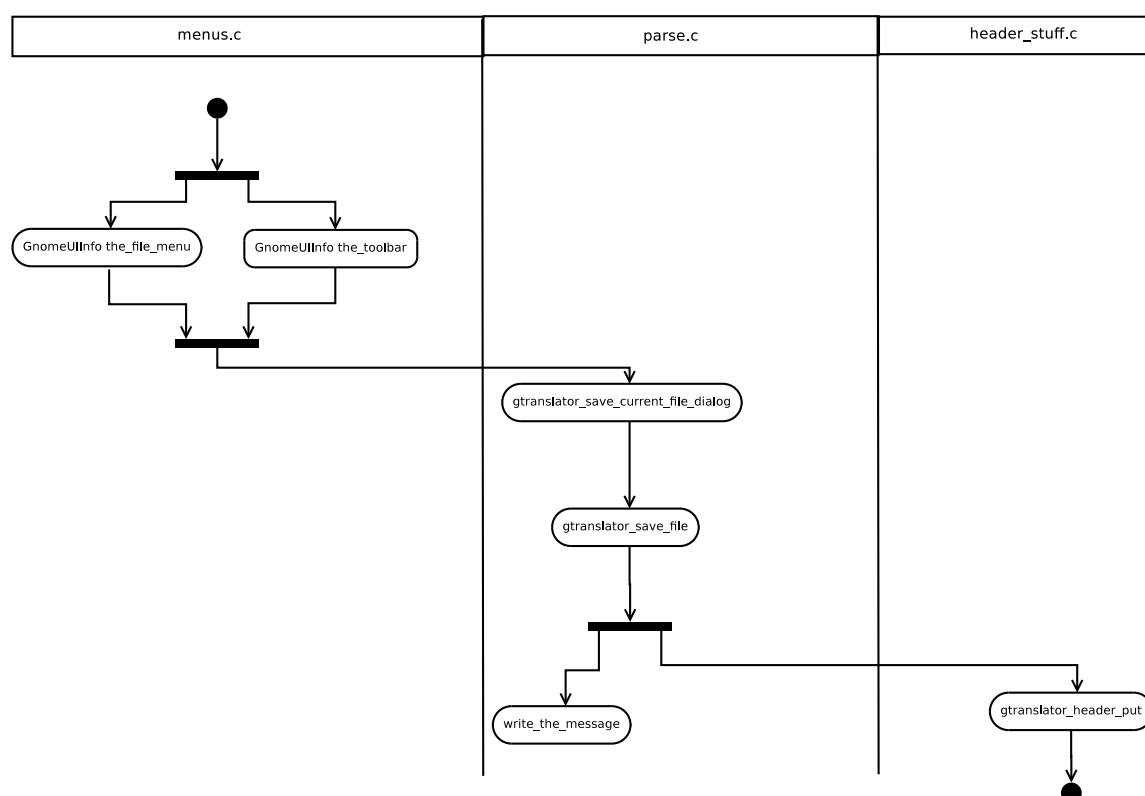 menus.c
parse.c
header_stuff.c
GnomeUIInfo the_file_menu
GnomeUIInfo the_toolbar
gtranslator_save_current_file_dialog
gtranslator_save_file
write_the_message
gtranslator_header_put